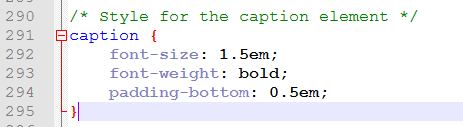 290
291 /* Style for the caption element */
292 caption {
293 font-size: 1.5em;
294 font-weight: bold;
295 padding-bottom: 0.5em;
}